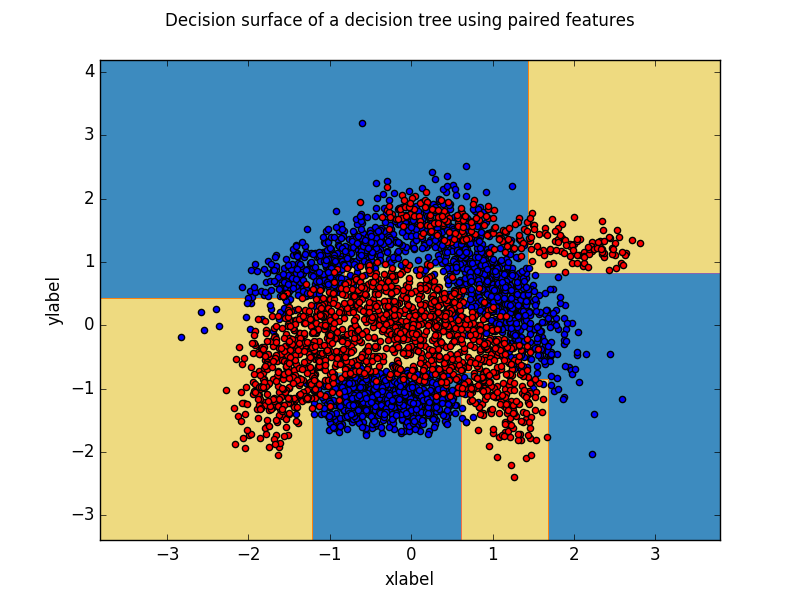 Decision surface of a decision tree using paired features
4
3
2
1
0
−1
−2
−3
ylabel
−3 −2 −1 0 1 2 3
xlabel